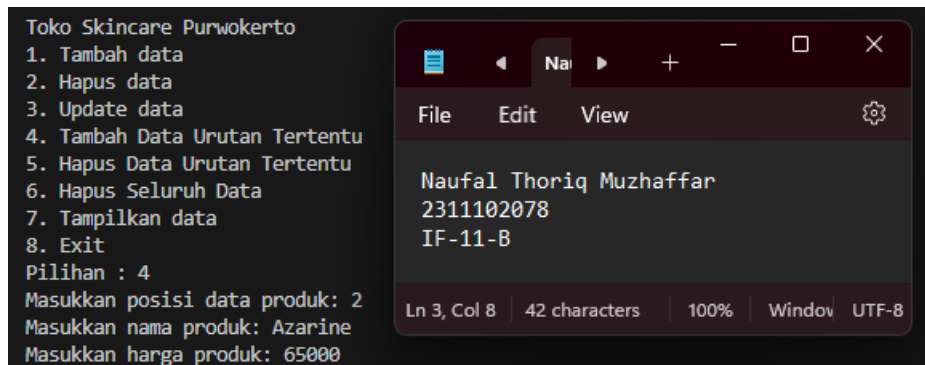 Toko Skincare Purwokerto
1. Tambah data
2. Hapus data
3. Update data
4. Tambah Data Urutan Tertentu
5. Hapus Data Urutan Tertentu
6. Hapus Seluruh Data
7. Tampilkan data
8. Exit
Pilihan : 4
Masukkan posisi data produk: 2
Masukkan nama produk: Azarine
Masukkan harga produk: 65000
Nau
File Edit View
Naufal Thoriq Muzhaffar
2311102078
IF-11-B
Ln 3, Col 8 42 characters 100% Window UTF-8